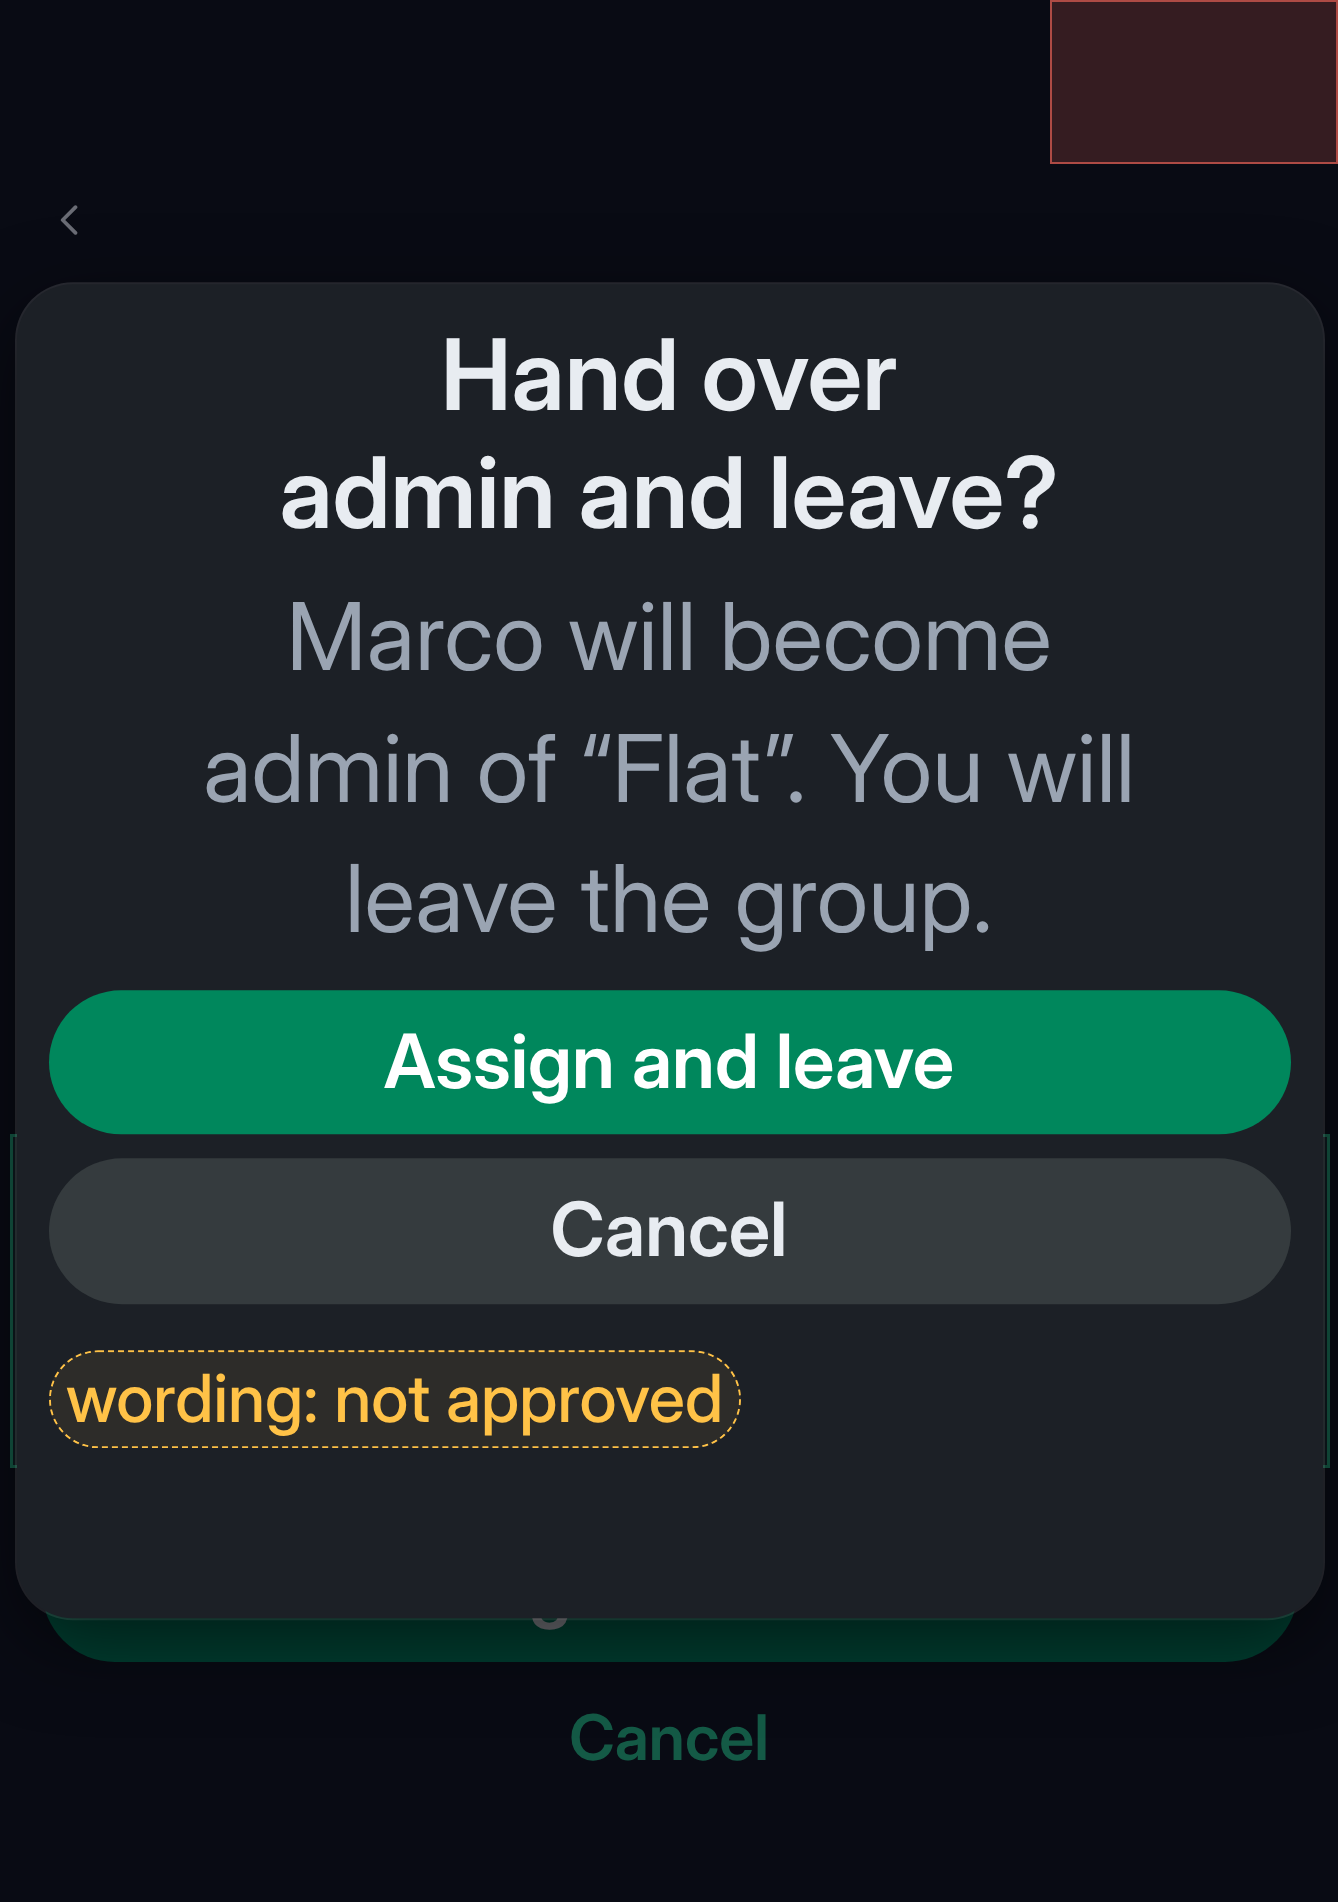 Hand over
admin and leave?
Marco will become
admin of “Flat”. You will
leave the group.
Assign and leave
Cancel
wording: not approved
Cancel